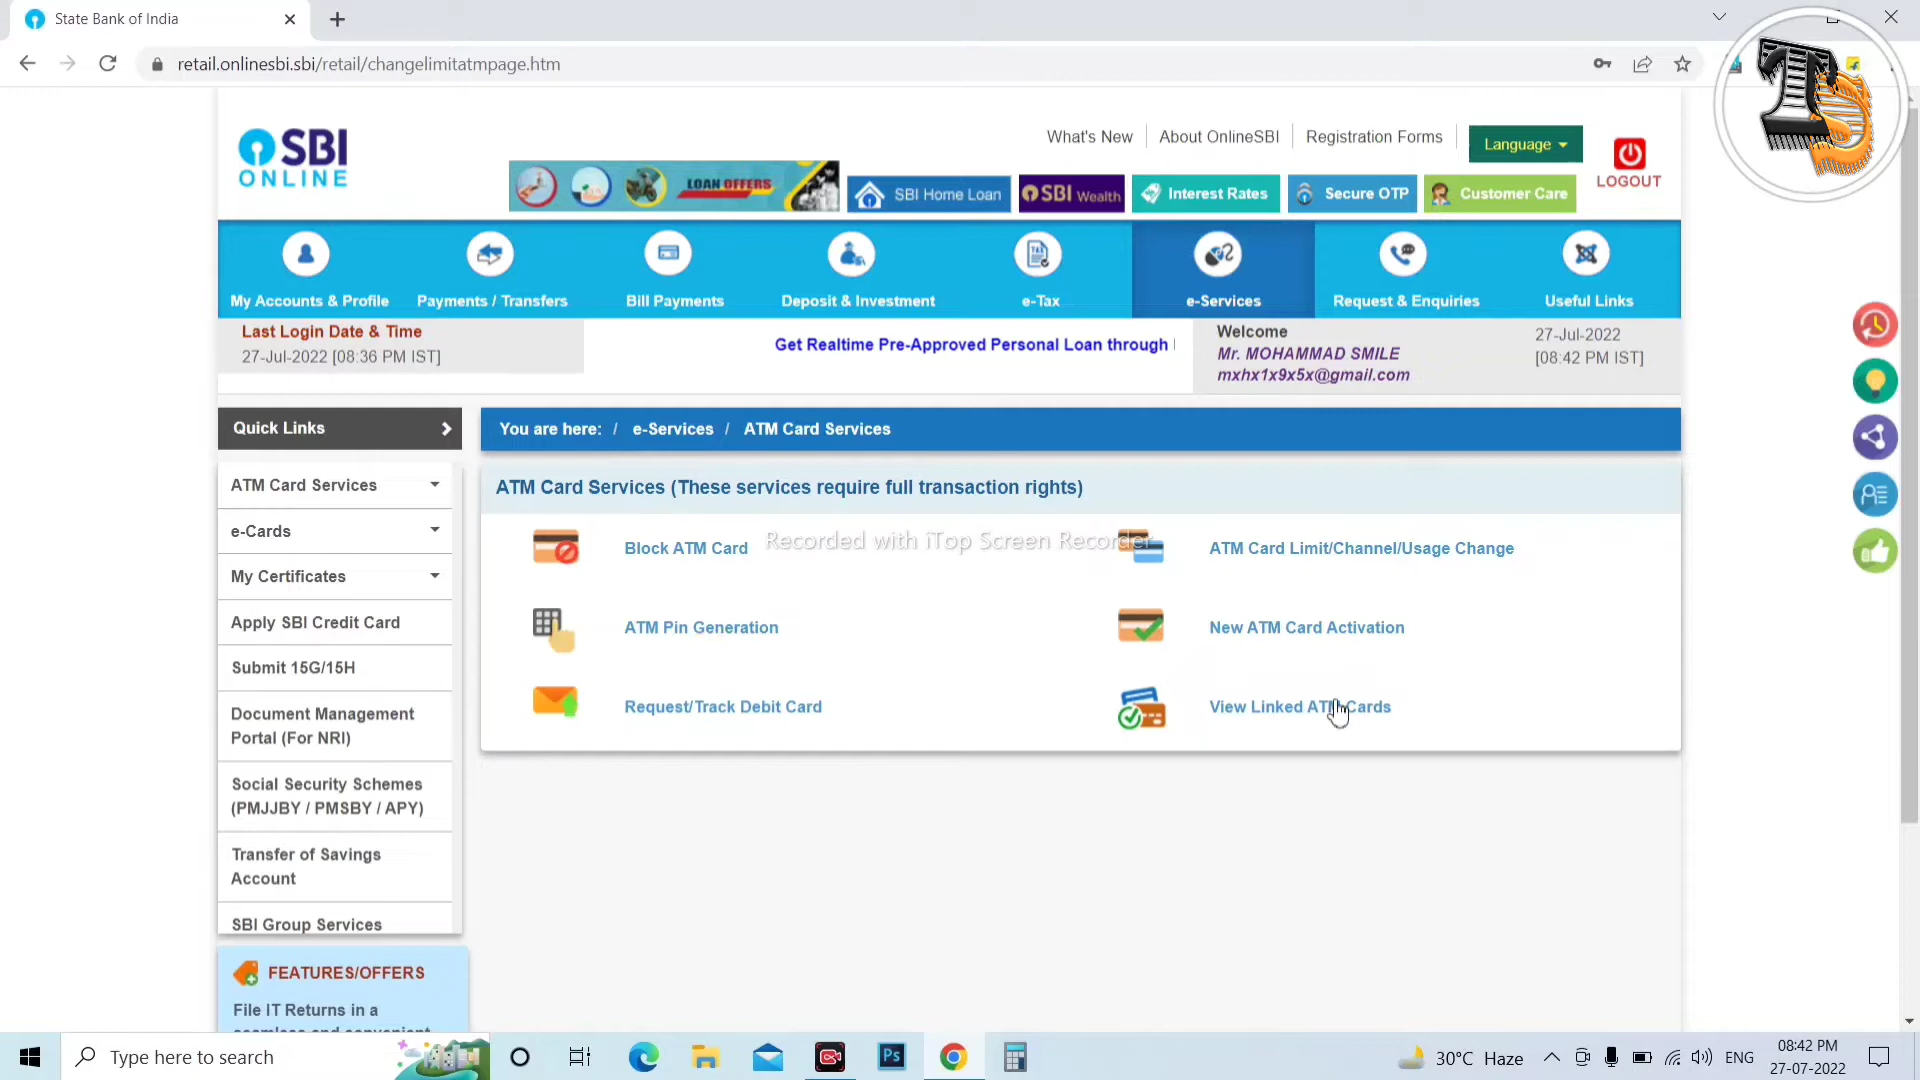 State Bank of India
retail.onlinesbi.sbi/retail/changelimitatmpage.htm
TS
SBI
ONLINE
What's New
About OnlineSBI
Registration Forms
Language
LOGOUT
LOAN OFFERS
SBI Home Loan
SBI Wealth
Interest Rates
Secure OTP
Customer Care
My Accounts & Profile
Payments / Transfers
Bill Payments
Deposit & Investment
TAX
e-Tax
e-Services
Request & Enquiries
Useful Links
Last Login Date & Time
27-Jul-2022 [08:36 PM IST]
Get Realtime Pre-Approved Personal Loan through
Welcome
Mr. MOHAMMAD SMILE
mxhx1x9x5x@gmail.com
27-Jul-2022
[08:42 PM IST]
Quick Links
You are here: / e-Services / ATM Card Services
ATM Card Services
e-Cards
My Certificates
Apply SBI Credit Card
Submit 15G/15H
Document Management
Portal (For NRI)
Social Security Schemes
(PMJJBY / PMSBY / APY)
Transfer of Savings
Account
SBI Group Services
ATM Card Services (These services require full transaction rights)
Block ATM Card
Recorded with iTop Screen Recorder
ATM Card Limit/Channel/Usage Change
ATM Pin Generation
New ATM Card Activation
Request/Track Debit Card
View Linked ATM Cards
FEATURES/OFFERS
File IT Returns in a
seamless and convenient
Type here to search
Ps
30°C Haze
ENG
08:42 PM
27-07-2022